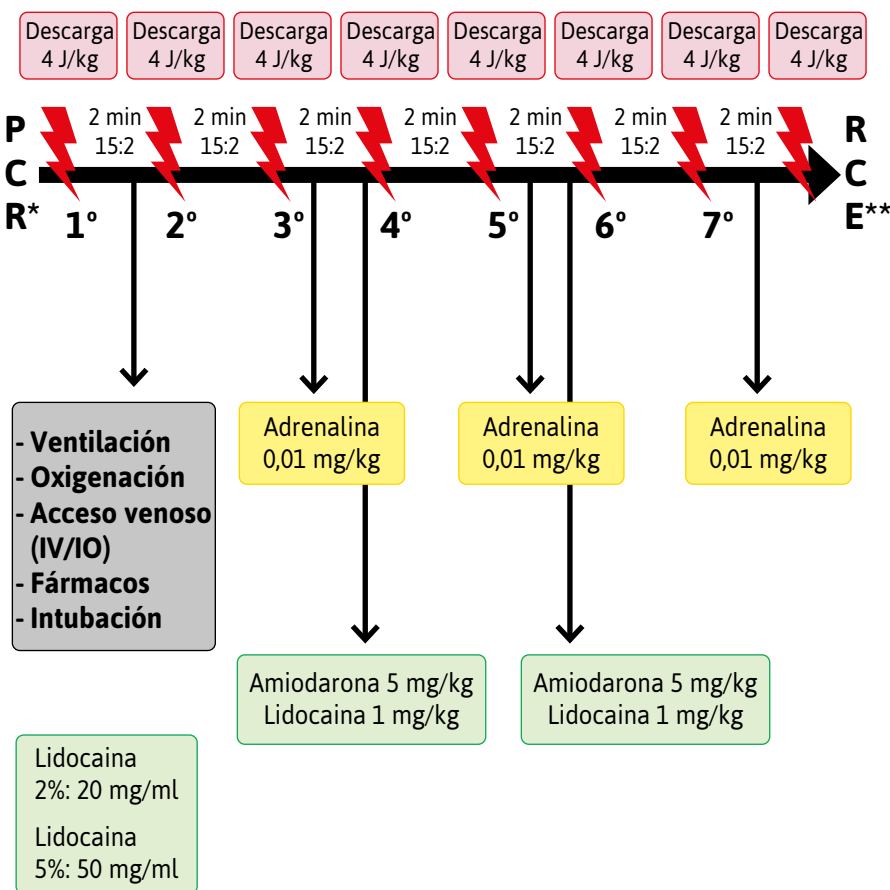 Descarga
4 J/kg
Descarga
4 J/kg
Descarga
4 J/kg
Descarga
4 J/kg
Descarga
4 J/kg
Descarga
4 J/kg
Descarga
4 J/kg
Descarga
4 J/kg
P
C
R*
2 min
15:2
2 min
15:2
2 min
15:2
2 min
15:2
2 min
15:2
2 min
15:2
2 min
15:2
R
C
E**
1º
2º
3º
4º
5º
6º
7º
- Ventilación
- Oxigenación
- Acceso venoso
(IV/IO)
- Fármacos
- Intubación
Adrenalina
0,01 mg/kg
Adrenalina
0,01 mg/kg
Adrenalina
0,01 mg/kg
Amiodarona 5 mg/kg
Lidocaina 1 mg/kg
Amiodarona 5 mg/kg
Lidocaina 1 mg/kg
Lidocaina
2%: 20 mg/ml
Lidocaina
5%: 50 mg/ml